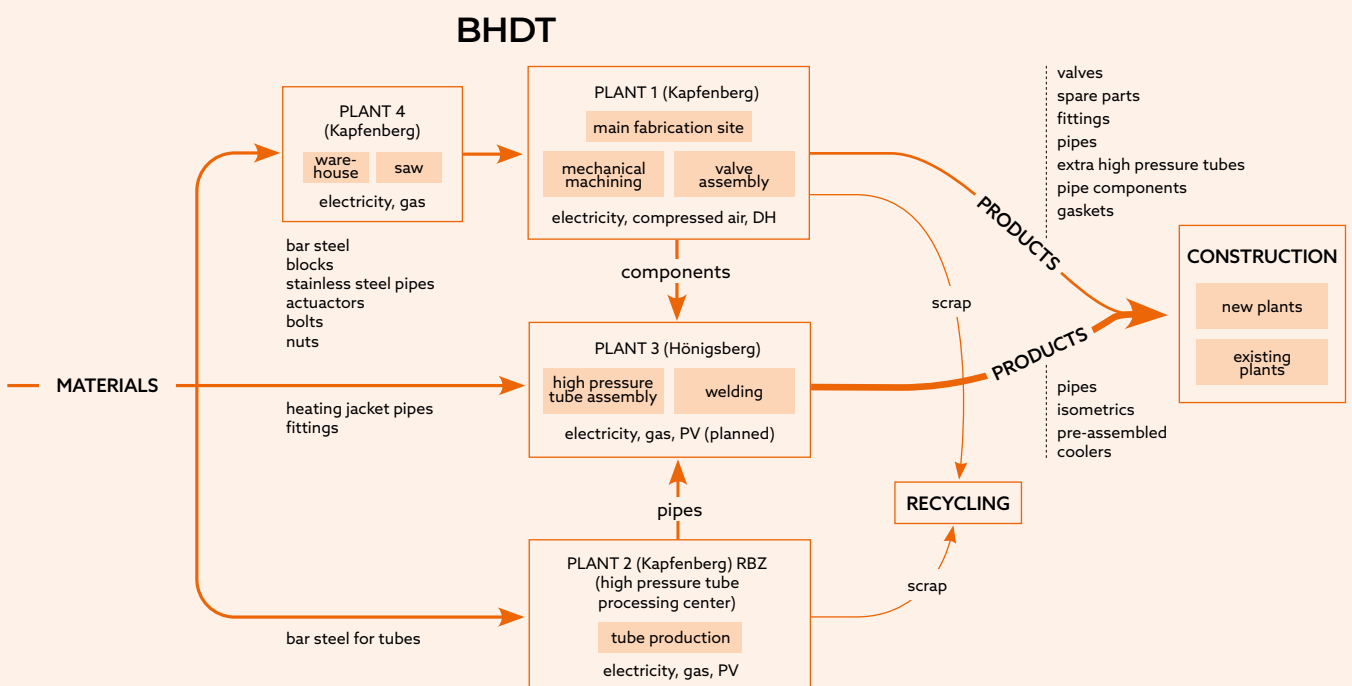 BHDT
PLANT 4
(Kapfenberg)
ware-
house
saw
electricity, gas
PLANT 1 (Kapfenberg)
main fabrication site
mechanical
machining
valve
assembly
electricity, compressed air, DH
valves
spare parts
fittings
pipes
extra high pressure tubes
pipe components
gaskets
PRODUCTS
bar steel
blocks
stainless steel pipes
actuactors
bolts
nuts
components
scrap
CONSTRUCTION
new plants
existing
plants
MATERIALS
heating jacket pipes
fittings
PLANT 3 (Hönigsberg)
high pressure
tube assembly
welding
electricity, gas, PV (planned)
PRODUCTS
pipes
isometrics
pre-assembled
coolers
pipes
RECYCLING
scrap
bar steel for tubes
PLANT 2 (Kapfenberg) RBZ
(high pressure tube
processing center)
tube production
electricity, gas, PV